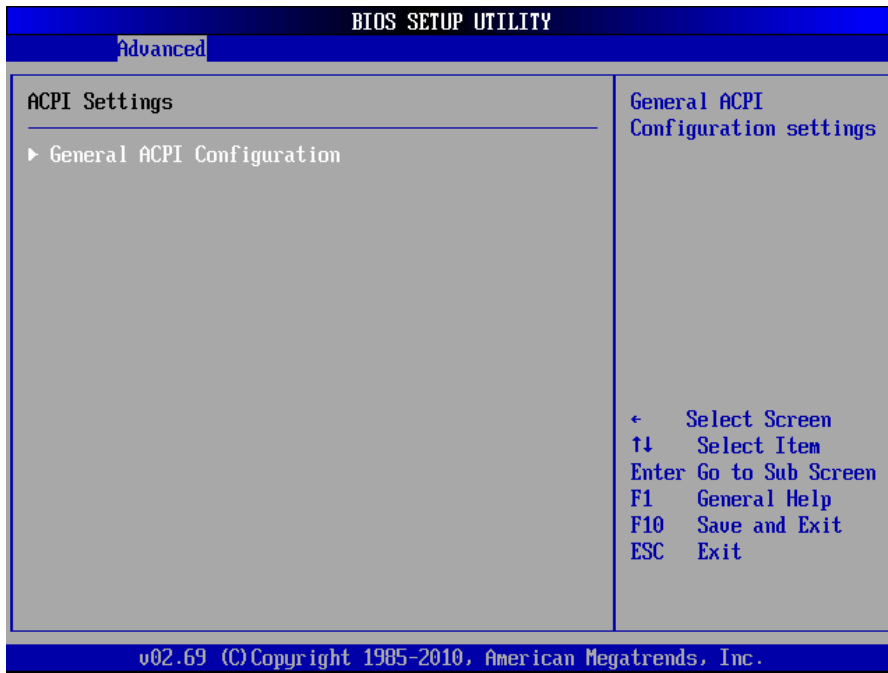 BIOS SETUP UTILITY
Advanced
ACPI Settings
▶ General ACPI Configuration
General ACPI
Configuration settings
← Select Screen
↑↓ Select Item
Enter Go to Sub Screen
F1 General Help
F10 Save and Exit
ESC Exit
v02.69 (C)Copyright 1985-2010, American Megatrends, Inc.